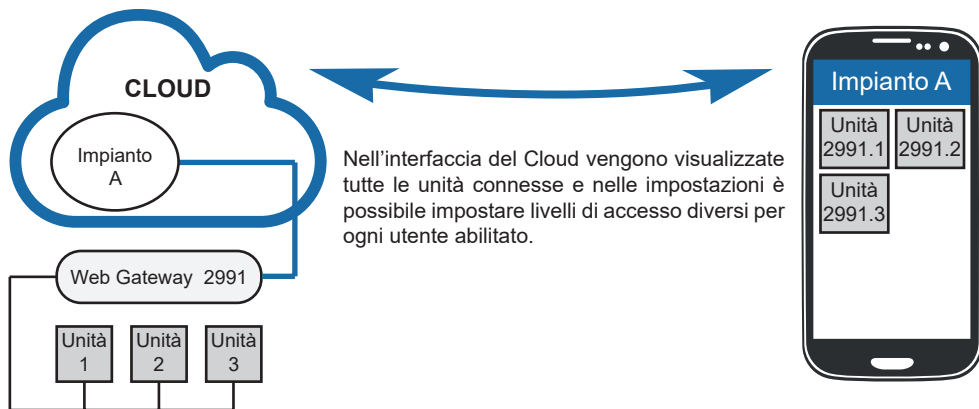 CLOUD
Impianto
A
Web Gateway 2991
Unità
1
Unità
2
Unità
3
Nell’interfaccia del Cloud vengono visualizzate
tutte le unità connesse e nelle impostazioni è
possibile impostare livelli di accesso diversi per
ogni utente abilitato.
Impianto A
Unità
2991.1
Unità
2991.2
Unità
2991.3